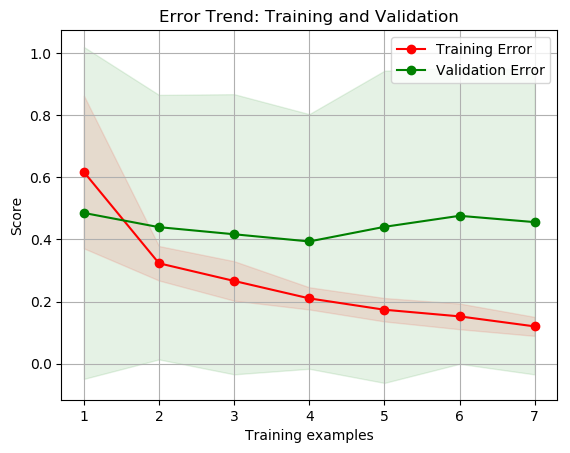 Error Trend: Training and Validation
Training Error
Validation Error
Score
1.0
0.8
0.6
0.4
0.2
0.0
1 2 3 4 5 6 7
Training examples